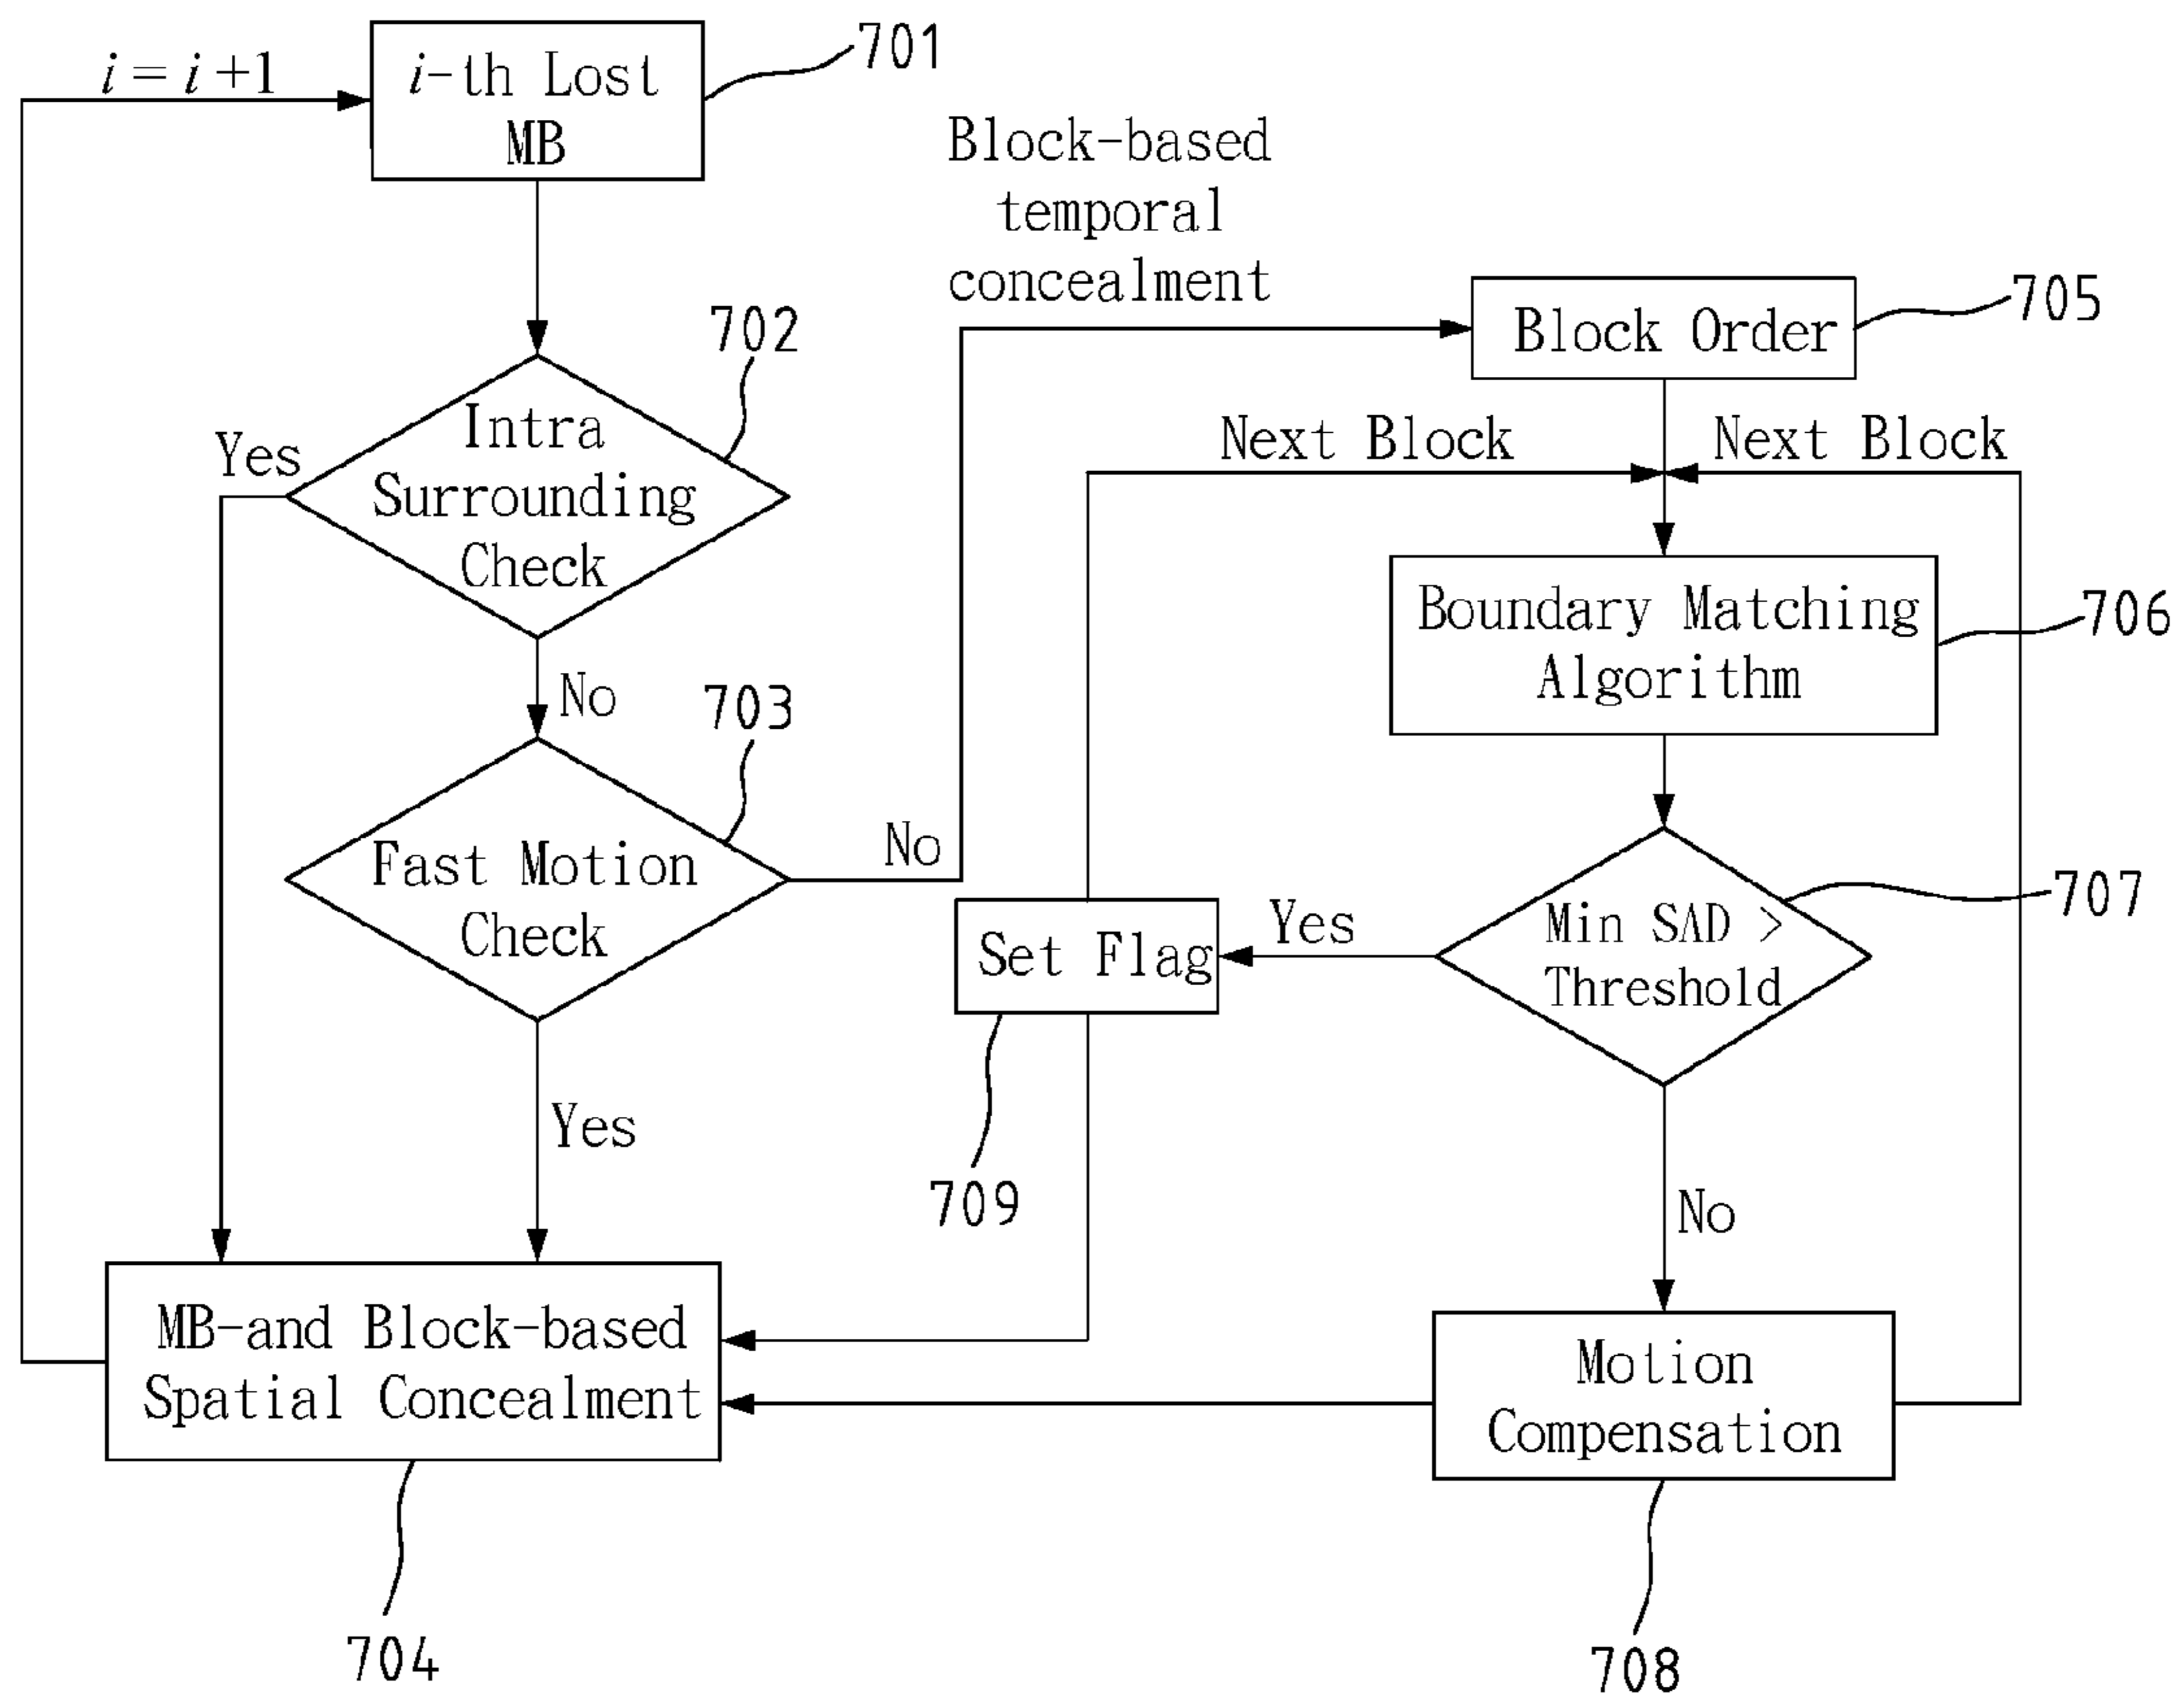 i = i +1
i-th Lost
MB
701
Block-based
temporal
concealment
702
Intra
Surrounding
Check
Yes
No
703
Fast Motion
Check
No
Yes
Block Order
705
Next Block
Next Block
Boundary Matching
Algorithm
706
Min SAD >
Threshold
707
Yes
Set Flag
709
No
MB-and Block-based
Spatial Concealment
704
Motion
Compensation
708